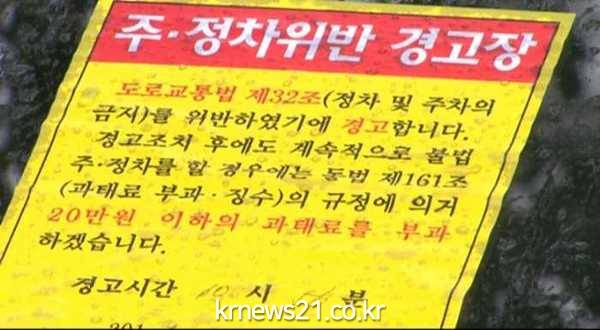 주·정차위반 경고장
도로교통법 제32조(정차 및 주차의
금지)를 위반하였기에 경고합니다.
경고조치 후에도 계속적으로 불법
주·정차를 할 경우에는 동법 제161조
(과태료 부과·징수)의 규정에 의거
20만원 이하의 과태료를 부과
하겠습니다.
경고시간 시 분
krnews21.co.kr